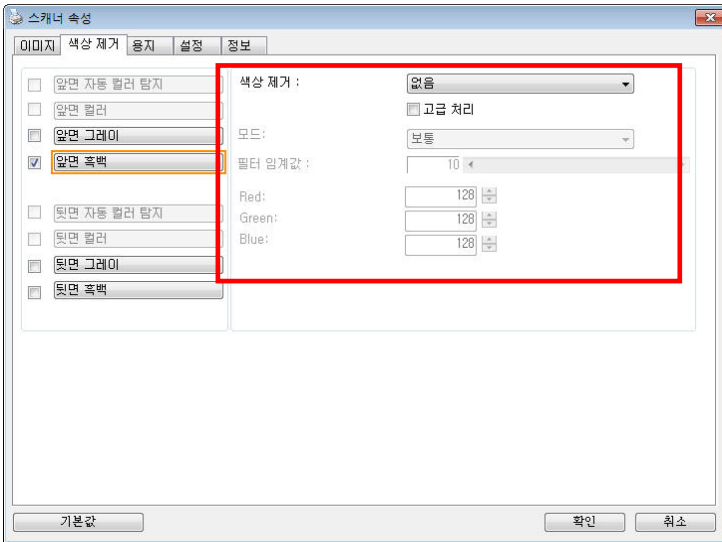 스캐너 속성
이미지 색상 제거 용지 설정 정보
앞면 자동 컬러 탐지
앞면 컬러
앞면 그레이
앞면 흑백
뒷면 자동 컬러 탐지
뒷면 컬러
뒷면 그레이
뒷면 흑백
색상 제거 : 없음
고급 처리
모드: 보통
필터 임계값 : 10
Red: 128
Green: 128
Blue: 128
기본값 확인 취소